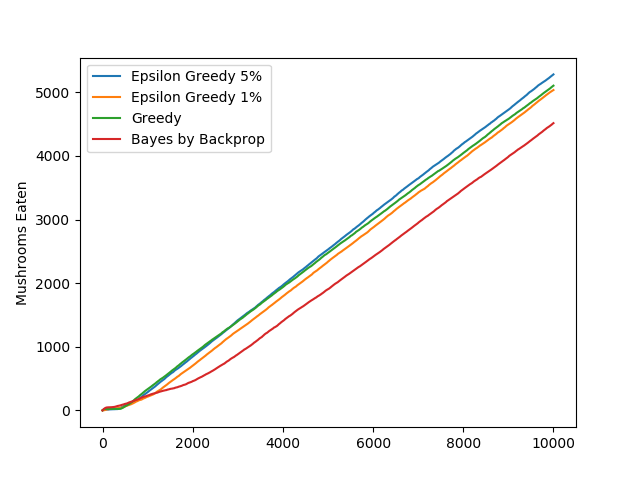 Epsilon Greedy 5%
Epsilon Greedy 1%
Greedy
Bayes by Backprop
Mushrooms Eaten
5000
4000
3000
2000
1000
0
0 2000 4000 6000 8000 10000